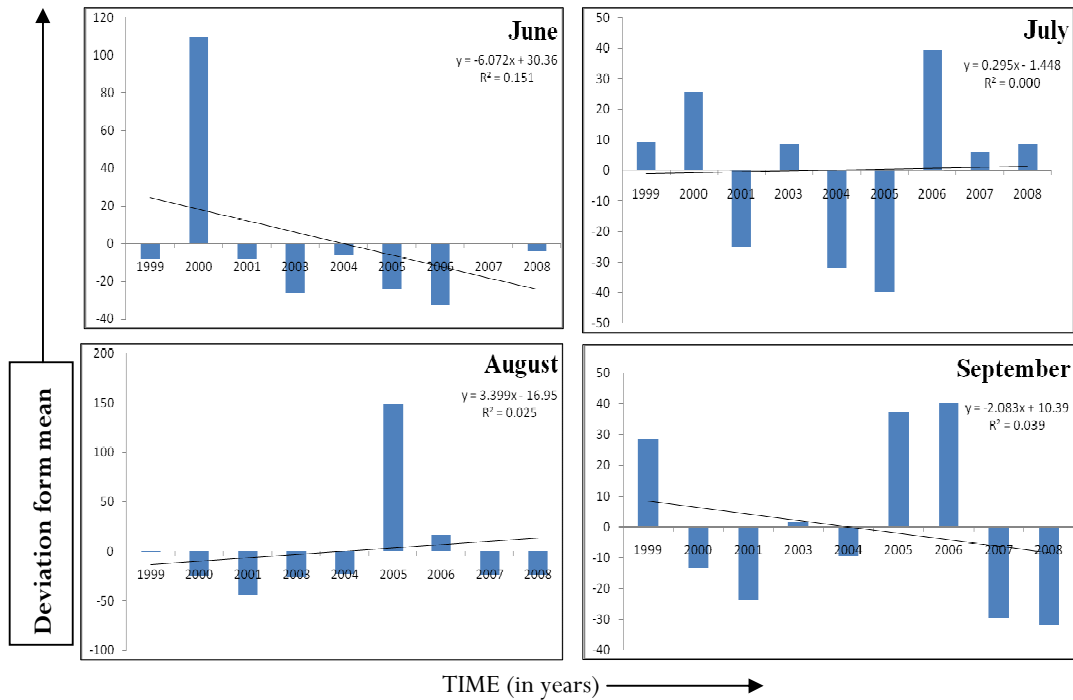 June
y = -6.072x + 30.36
R² = 0.151
120
100
80
60
40
20
0
-20
-40
1999 2000 2001 2003 2004 2005 2006 2007 2008
July
y = 0.295x - 1.448
R² = 0.000
50
40
30
20
10
0
-10
-20
-30
-40
-50
1999 2000 2001 2003 2004 2005 2006 2007 2008
August
y = 3.399x - 16.95
R² = 0.025
200
150
100
50
0
-50
-100
1999 2000 2001 2003 2004 2005 2006 2007 2008
September
y = -2.083x + 10.39
R² = 0.039
40
30
20
10
0
-10
-20
-30
-40
1999 2000 2001 2003 2004 2005 2006 2007 2008
Deviation form mean
TIME (in years)